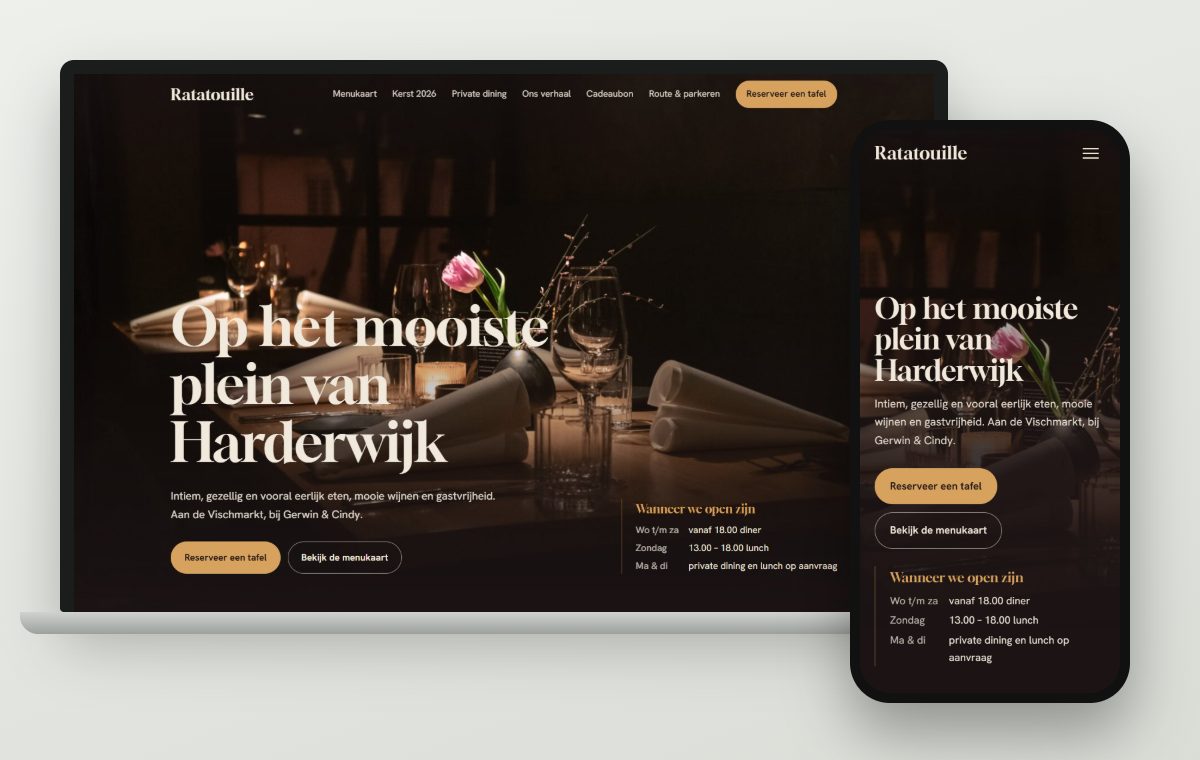 Ratatouille
Menukaart Kerst 2026 Private dining Ons verhaal Cadeaubon Route & parkeren Reserveer een tafel
Op het mooiste
plein van
Harderwijk
Intiem, gezellig en vooral eerlijk eten, mooie wijnen en gastvrijheid.
Aan de Vischmarkt, bij Gerwin & Cindy.
Reserveer een tafel Bekijk de menukaart
Wanneer we open zijn
Wo t/m za vanaf 18.00 diner
Zondag 13.00 – 18.00 lunch
Ma & di private dining en lunch op aanvraag
Ratatouille
Op het mooiste
plein van
Harderwijk
Intiem, gezellig en vooral eerlijk eten, mooie
wijnen en gastvrijheid. Aan de Vischmarkt, bij
Gerwin & Cindy.
Reserveer een tafel
Bekijk de menukaart
Wanneer we open zijn
Wo t/m za vanaf 18.00 diner
Zondag 13.00 – 18.00 lunch
Ma & di private dining en lunch op
aanvraag